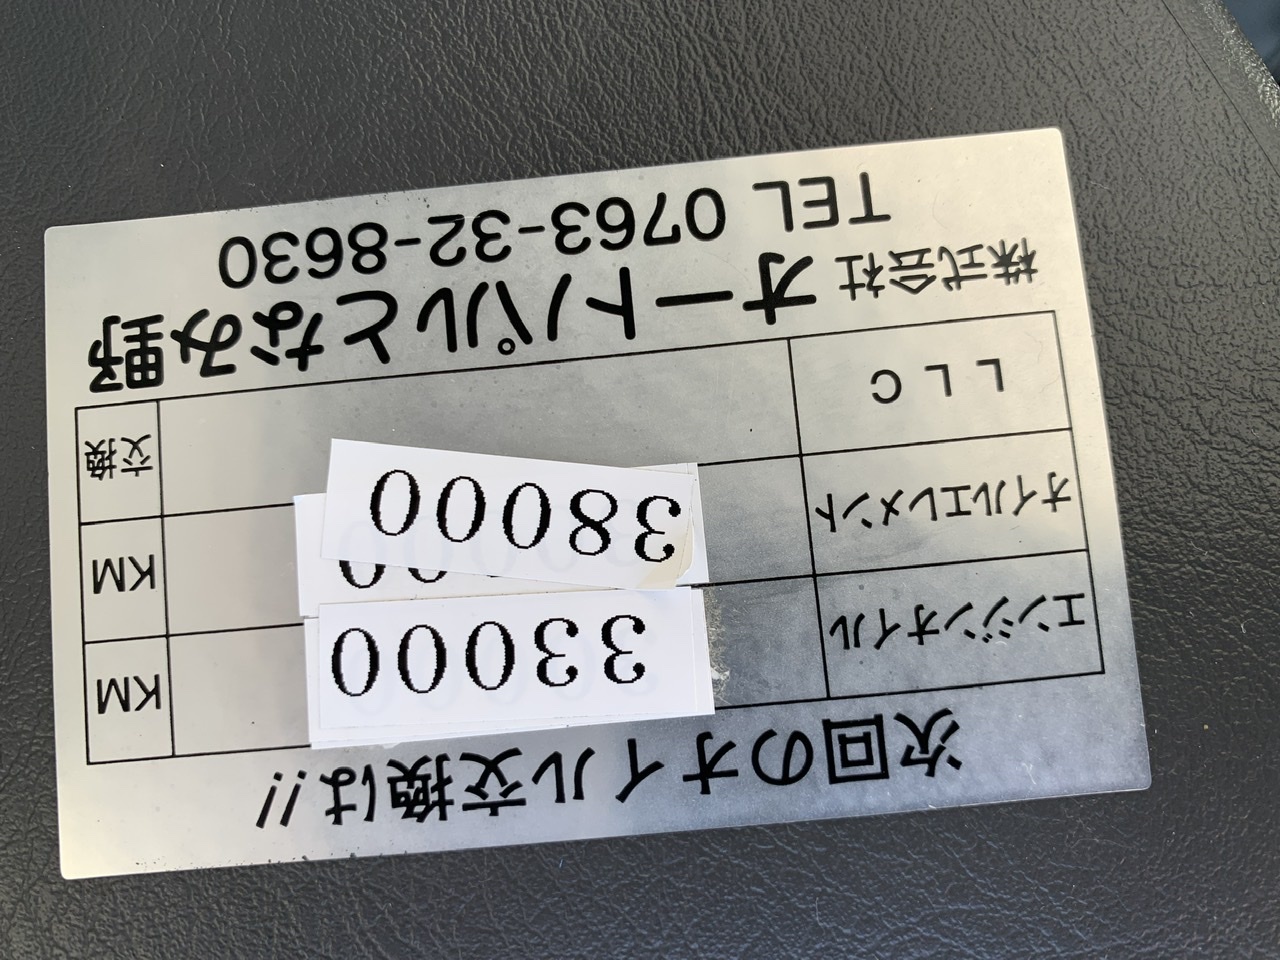 次回のオイル交換は!!
エンジンオイル 33000 KM
オイルエレメント 38000 KM
LLC 交換
株式会社 オートパルとなみ野
TEL 0763-32-8630